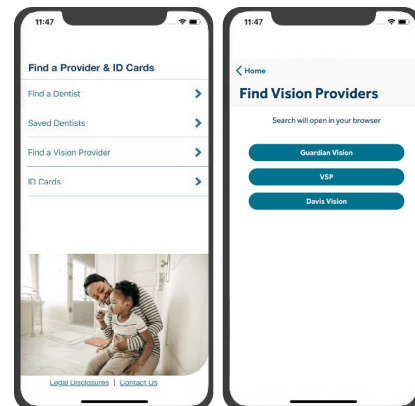 11:47
Find a Provider & ID Cards
Find a Dentist
Saved Dentists
Find a Vision Provider
ID Cards
Legal Disclosures | Contact Us
11:47
Home
Find Vision Providers
Search will open in your browser
Guardian Vision
VSP
Davis Vision